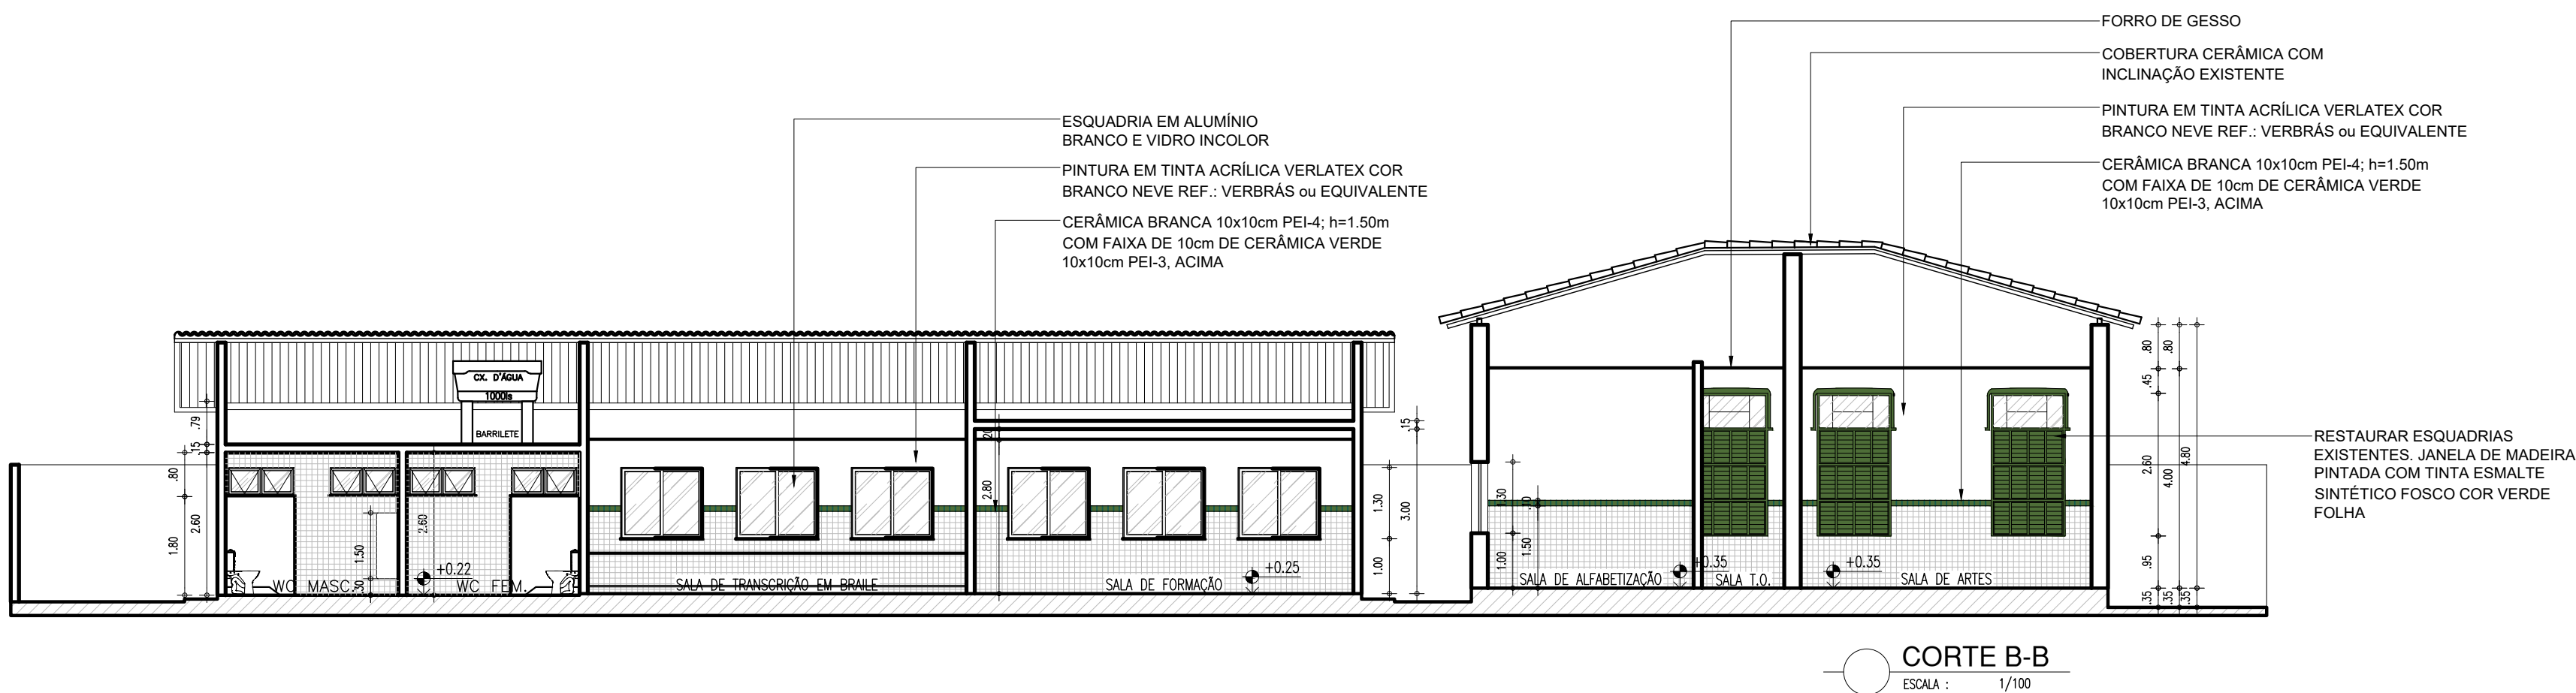 FORRO DE GESSO
COBERTURA CERÂMICA COM
INCLINAÇÃO EXISTENTE
PINTURA EM TINTA ACRÍLICA VERLATEX COR
BRANCO NEVE REF.: VERBRÁS ou EQUIVALENTE
CERÂMICA BRANCA 10x10cm PEI-4; h=1.50m
COM FAIXA DE 10cm DE CERÂMICA VERDE
10x10cm PEI-3, ACIMA
ESQUADRIA EM ALUMÍNIO
BRANCO E VIDRO INCOLOR
PINTURA EM TINTA ACRÍLICA VERLATEX COR
BRANCO NEVE REF.: VERBRÁS ou EQUIVALENTE
CERÂMICA BRANCA 10x10cm PEI-4; h=1.50m
COM FAIXA DE 10cm DE CERÂMICA VERDE
10x10cm PEI-3, ACIMA
RESTAURAR ESQUADRIAS
EXISTENTES. JANELA DE MADEIRA
PINTADA COM TINTA ESMALTE
SINTÉTICO FOSCO COR VERDE
FOLHA
CX. D'ÁGUA
1000ls
BARRILETE
.79
.15
.80
2.60
1.80
1.50
.30
2.60
+0.22
WC MASC.
WC FEM.
SALA DE TRANSCRIÇÃO EM BRAILE
.20
2.80
SALA DE FORMAÇÃO
+0.25
.15
1.30
3.00
1.00
1.30
.10
1.50
1.00
SALA DE ALFABETIZAÇÃO
+0.35
SALA T.O.
+0.35
SALA DE ARTES
.80
.80
.45
2.60
4.00
4.80
.95
.35
.35
.35
CORTE B-B
ESCALA : 1/100